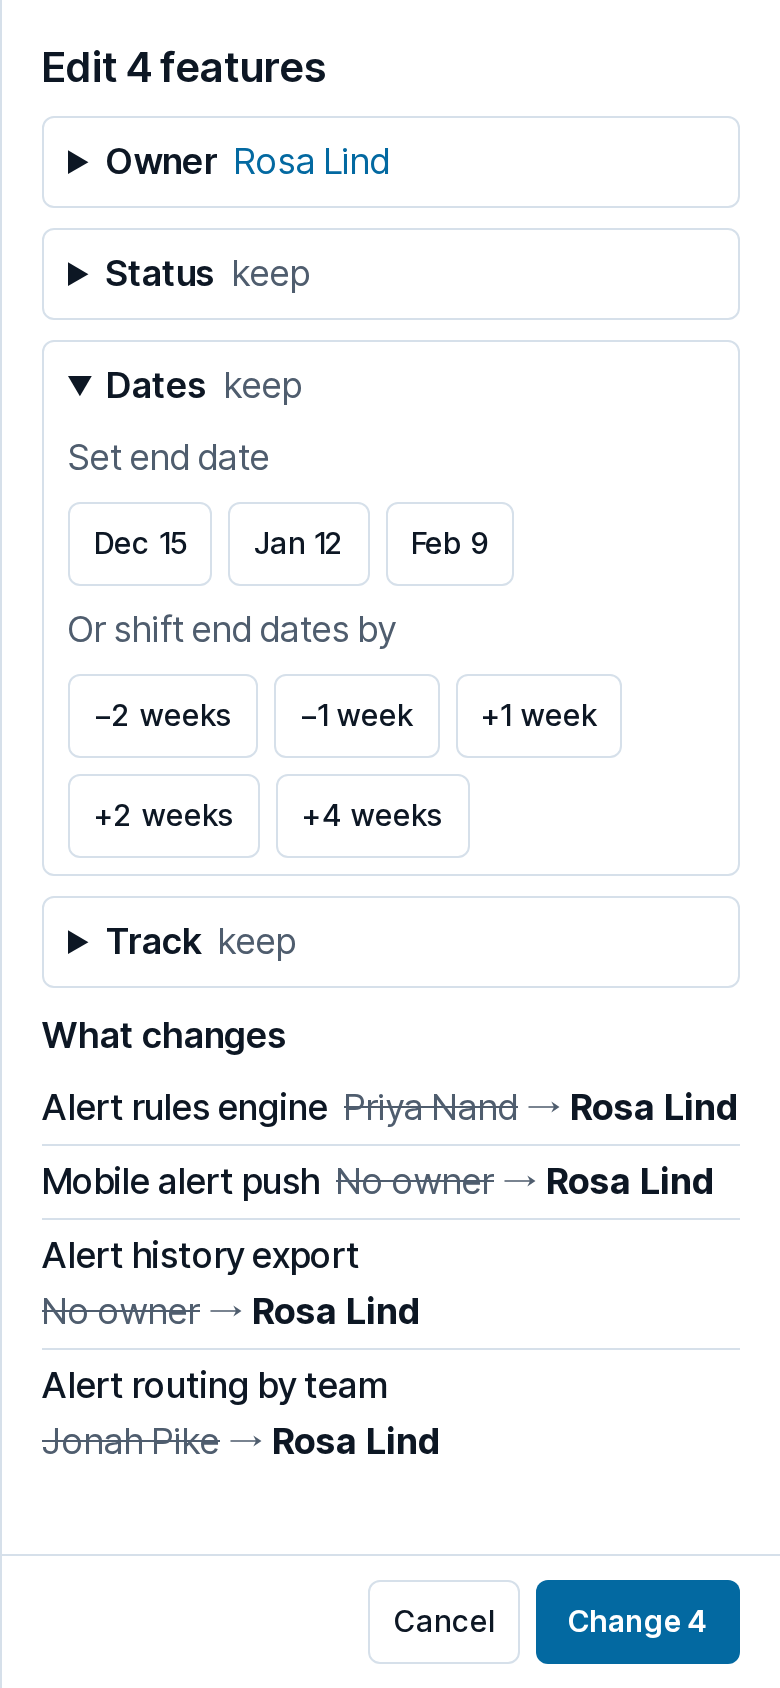 Edit 4 features
Owner Rosa Lind
Status keep
Dates keep
Set end date
Dec 15 Jan 12 Feb 9
Or shift end dates by
−2 weeks −1 week +1 week
+2 weeks +4 weeks
Track keep
What changes
Alert rules engine Priya Nand → Rosa Lind
Mobile alert push No owner → Rosa Lind
Alert history export
No owner → Rosa Lind
Alert routing by team
Jonah Pike → Rosa Lind
Cancel Change 4